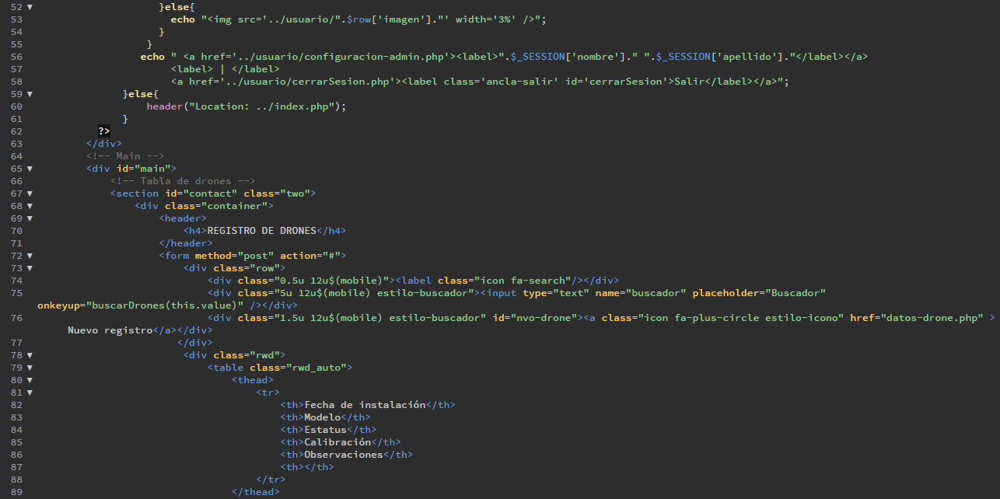 52 ▼ }else{
53 echo "<img src='../usuario/".$row['imagen']."' width='3%' />";
54 }
55 }
56 echo " <a href='../usuario/configuracion-admin.php'><label>".$_SESSION['nombre']." ".$_SESSION['apellido']."</label></a>
57 <label> | </label>
58 <a href='../usuario/cerrarSesion.php'><label class='ancla-salir' id='cerrarSesion'>Salir</label></a>";
59 ▼ }else{
60 header("Location: ../index.php");
61 }
62 ?>
63 </div>
64 <!-- Main -->
65 ▼ <div id="main">
66 <!-- Tabla de drones -->
67 ▼ <section id="contact" class="two">
68 ▼ <div class="container">
69 ▼ <header>
70 <h4>REGISTRO DE DRONES</h4>
71 </header>
72 ▼ <form method="post" action="#">
73 ▼ <div class="row">
74 <div class="0.5u 12u$(mobile)"><label class="icon fa-search"/></div>
75 <div class="5u 12u$(mobile) estilo-buscador"><input type="text" name="buscador" placeholder="Buscador"
onkeyup="buscarDrones(this.value)" /></div>
76 <div class="1.5u 12u$(mobile) estilo-buscador" id="nvo-drone"><a class="icon fa-plus-circle estilo-icono" href="datos-drone.php" >
Nuevo registro</a></div>
77 </div>
78 ▼ <div class="rwd">
79 ▼ <table class="rwd_auto">
80 ▼ <thead>
81 ▼ <tr>
82 <th>Fecha de instalación</th>
83 <th>Modelo</th>
84 <th>Estatus</th>
85 <th>Calibración</th>
86 <th>Observaciones</th>
87 <th></th>
88 </tr>
89 </thead>